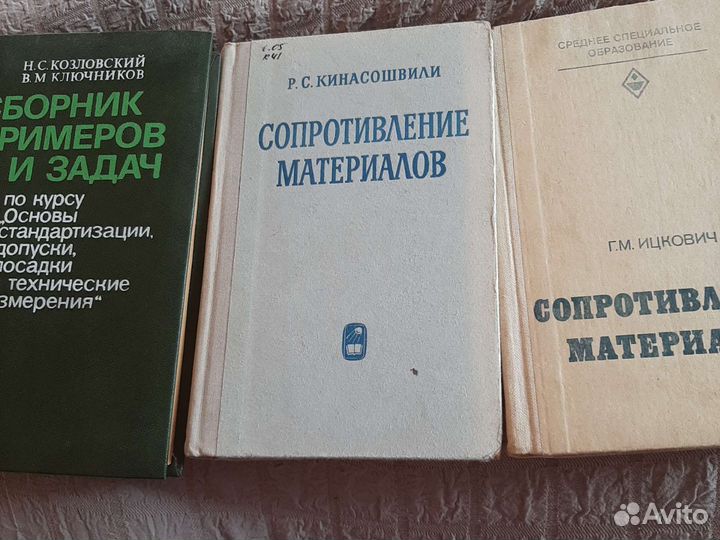 Н.С. КОЗЛОВСКИЙ
В.М КЛЮЧНИКОВ
СБОРНИК
РИМЕРОВ
И ЗАДАЧ
по курсу
„Основы
стандартизации,
допуски,
посадки
технические
змерения“
Р. С. КИНАСОШВИЛИ
СОПРОТИВЛЕНИЕ
МАТЕРИАЛОВ
СРЕДНЕЕ СПЕЦИАЛЬНОЕ
ОБРАЗОВАНИЕ
Г.М. ИЦКОВИЧ
СОПРОТИВЛ
МАТЕРИА
Avito